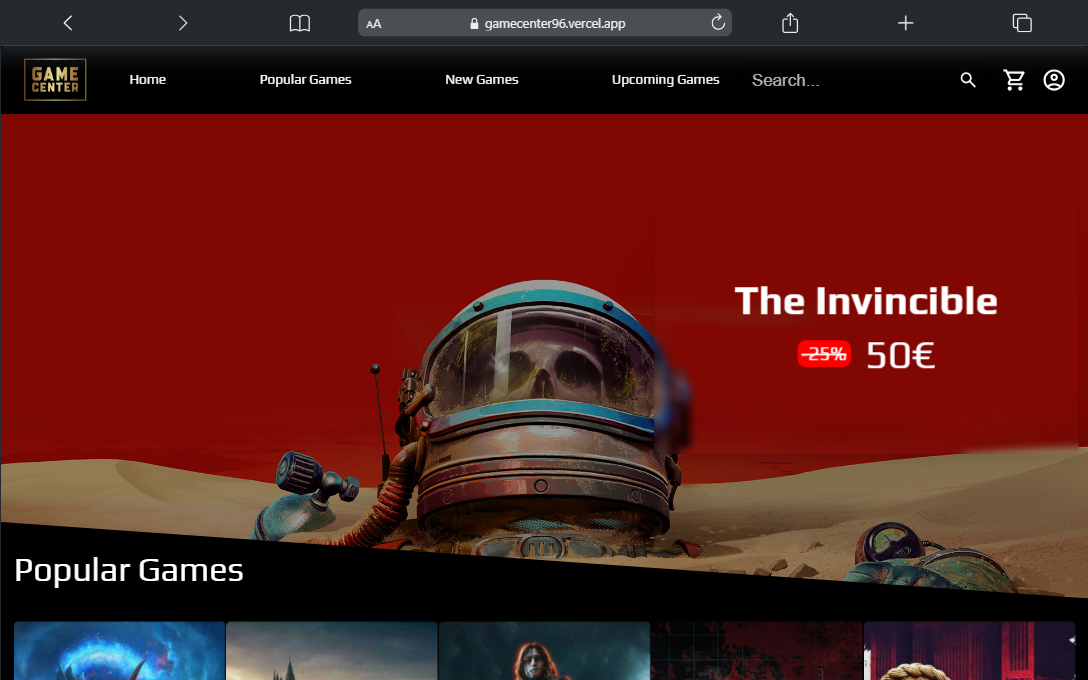 AA gamecenter96.vercel.app
GAME
CENTER
Home Popular Games New Games Upcoming Games Search...
The Invincible
-25% 50€
Popular Games